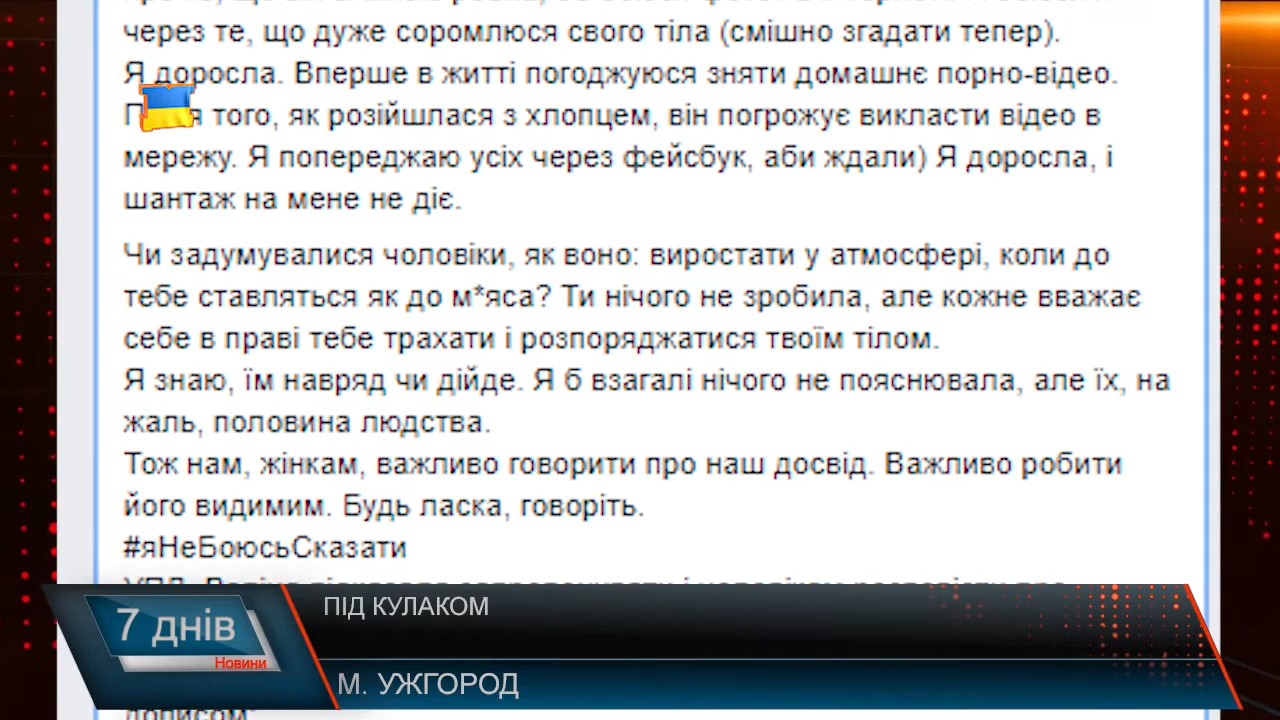 через те, що дуже соромлюся свого тіла (смішно згадати тепер).
Я доросла. Вперше в житті погоджуюся зняти домашнє порно-відео.
того, як розійшлася з хлопцем, він погрожує викласти відео в
мережу. Я попереджаю усіх через фейсбук, аби ждали) Я доросла, і
шантаж на мене не діє.
Чи задумувалися чоловіки, як воно: виростати у атмосфері, коли до
тебе ставляться як до м*яса? Ти нічого не зробила, але кожне вважає
себе в праві тебе трахати і розпоряджатися твоїм тілом.
Я знаю, їм навряд чи дійде. Я б взагалі нічого не пояснювала, але їх, на
жаль, половина людства.
Тож нам, жінкам, важливо говорити про наш досвід. Важливо робити
його видимим. Будь ласка, говоріть.
#яНеБоюсьСказати
ПІД КУЛАКОМ
7 днів
Новини
М. УЖГОРОД